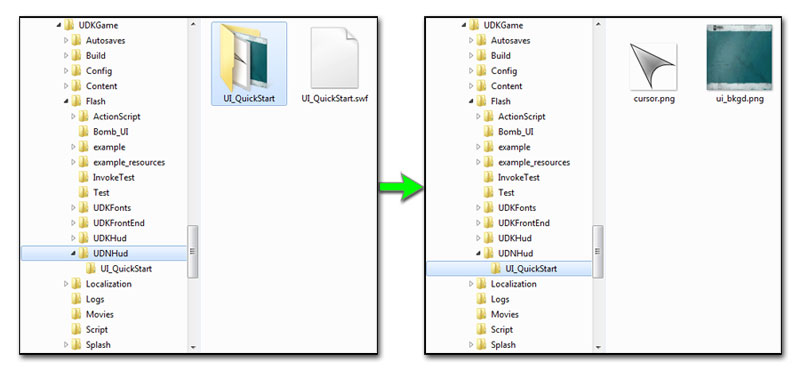 UDKGame
Autosaves
Build
Config
Content
Flash
ActionScript
Bomb_UI
example
example_resources
InvokeTest
Test
UDKFonts
UDKFrontEnd
UDKHud
UDNHud
UI_QuickStart
Localization
Logs
Movies
Script
Splash
UI_QuickStart
UI_QuickStart.swf
UDKGame
Autosaves
Build
Config
Content
Flash
ActionScript
Bomb_UI
example
example_resources
InvokeTest
Test
UDKFonts
UDKFrontEnd
UDKHud
UDNHud
UI_QuickStart
Localization
Logs
Movies
Script
Splash
cursor.png
ui_bkgd.png